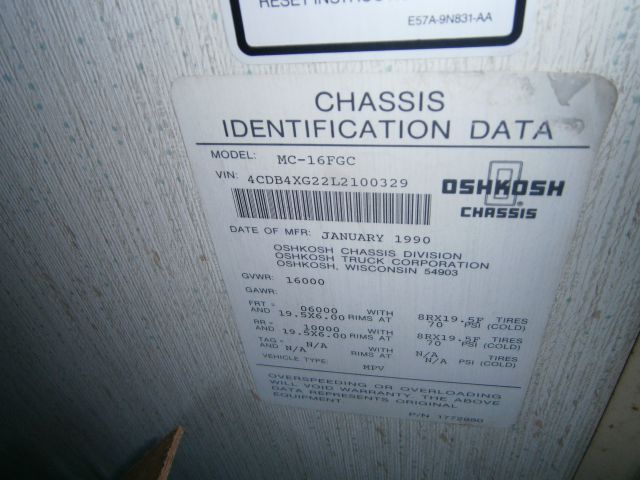 RESET INSTRUC
E57A-9N831-AA
CHASSIS
IDENTIFICATION DATA
MODEL: MC-16FGC
VIN: 4CDB4XG22L2100329
OSHKOSH
CHASSIS
DATE OF MFR: JANUARY 1990
OSHKOSH CHASSIS DIVISION
OSHKOSH TRUCK CORPORATION
OSHKOSH, WISCONSIN 54903
GVWR: 16000
GAWR:
FRT = 06000 WITH 8RX19.5F TIRES
AND 19.5X6.00 RIMS AT 70 PSI (COLD)
RR = 10000 WITH 8RX19.5F TIRES
AND 19.5X6.00 RIMS AT 70 PSI (COLD)
TAG = N/A WITH N/A TIRES
AND N/A RIMS AT N/A PSI (COLD)
VEHICLE TYPE: MPV
OVERSPEEDING OR OVERLOADING
WILL VOID WARRANTY. THE ABOVE
DATA REPRESENTS ORIGINAL
EQUIPMENT.
P/N